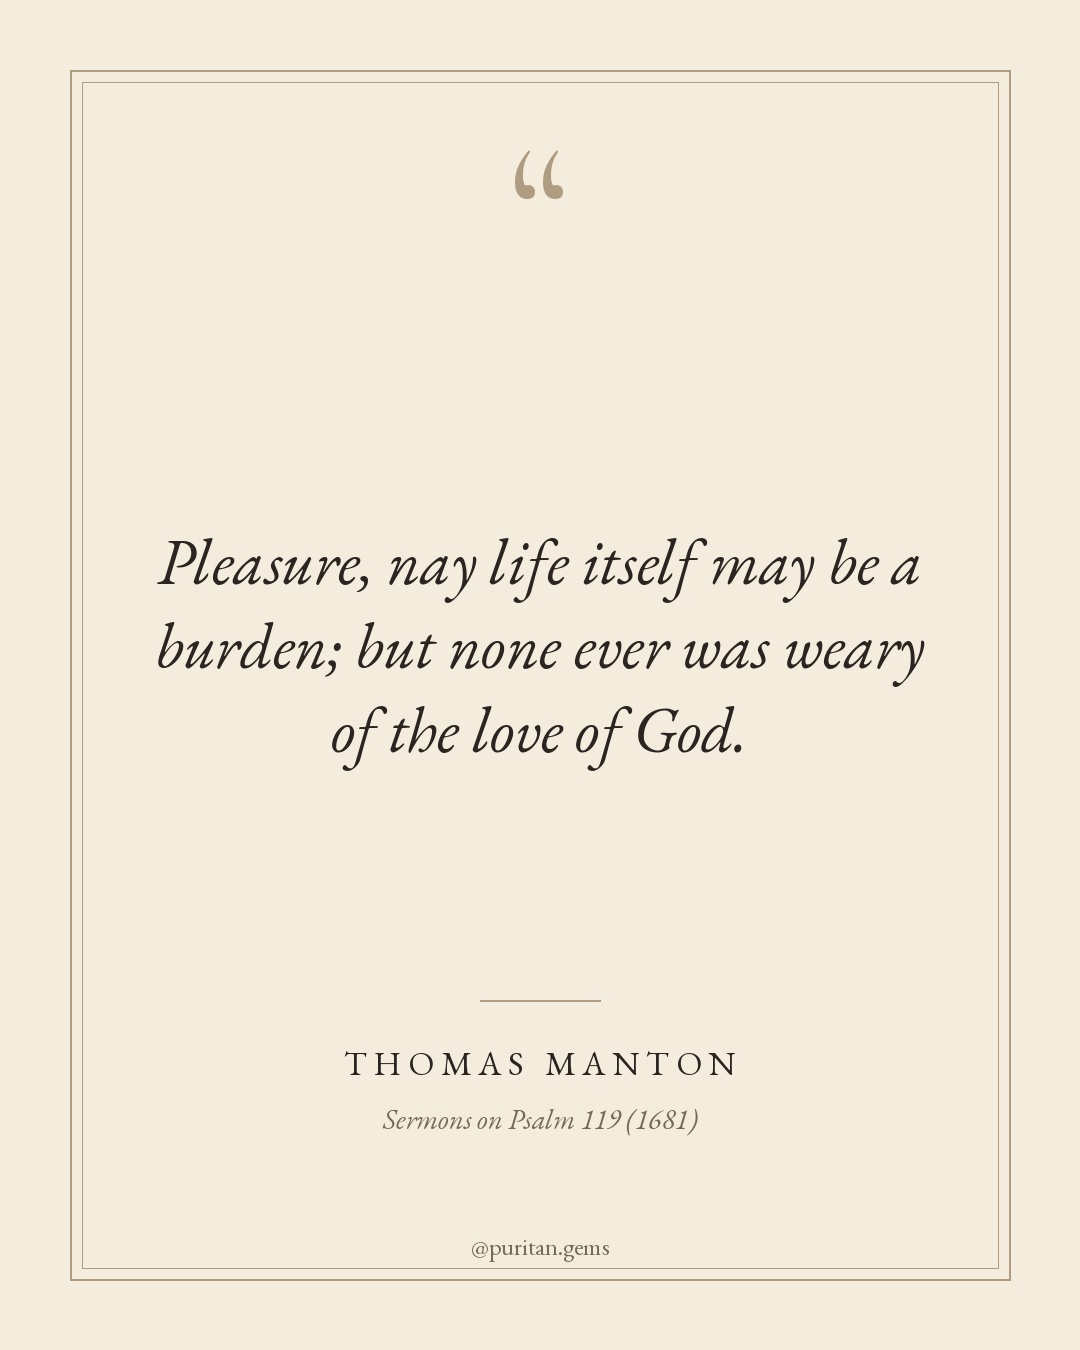 “
Pleasure, nay life itself may be a
burden; but none ever was weary
of the love of God.
THOMAS MANTON
Sermons on Psalm 119 (1681)
@puritan.gems